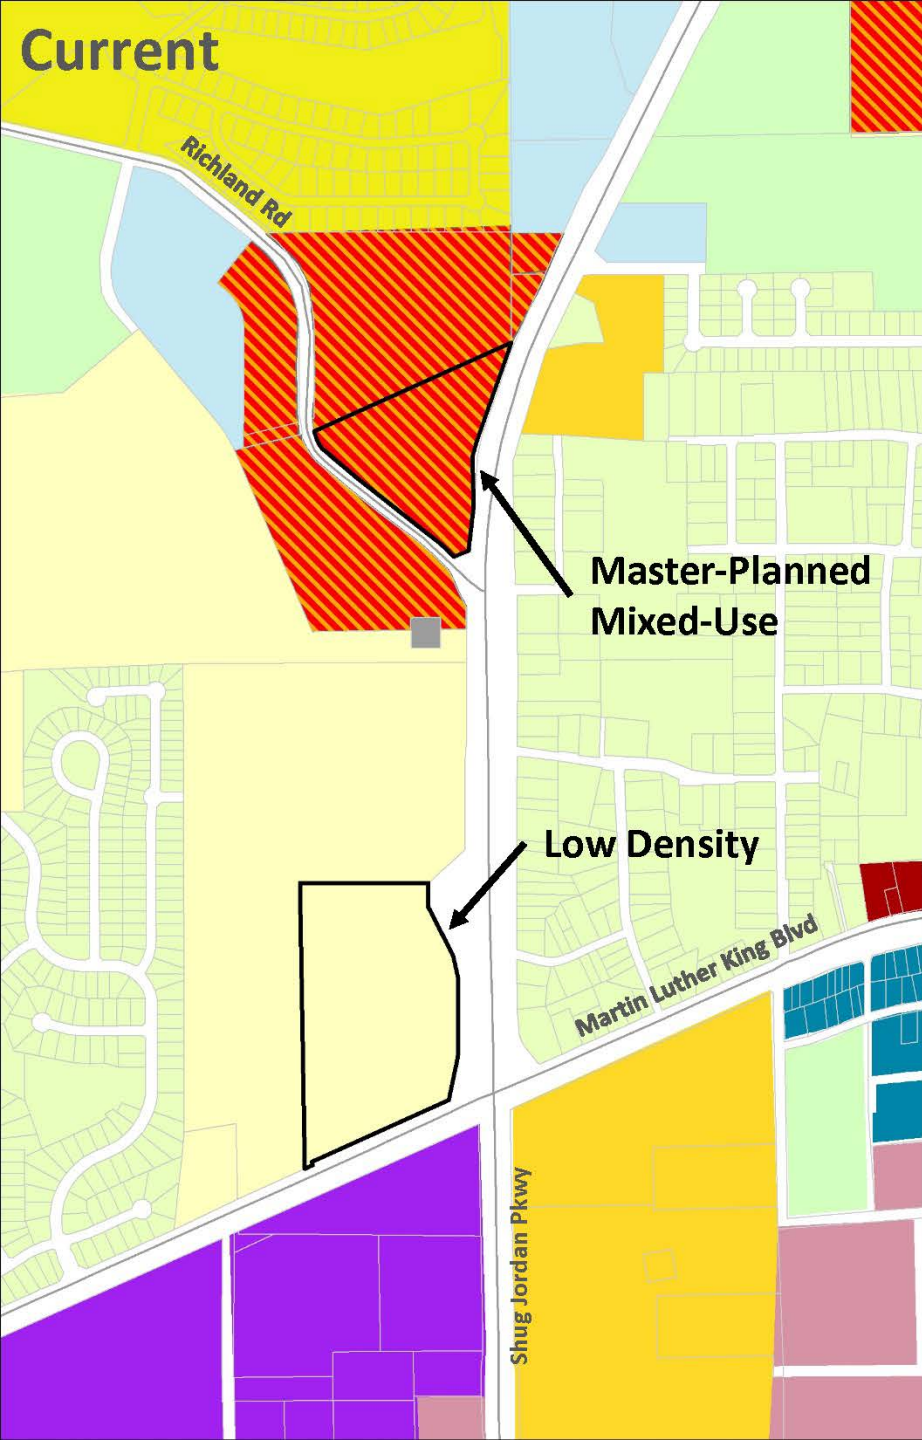 Current
Richland Rd
Master-Planned
Mixed-Use
Low Density
Martin Luther King Blvd
Shug Jordan Pkwy